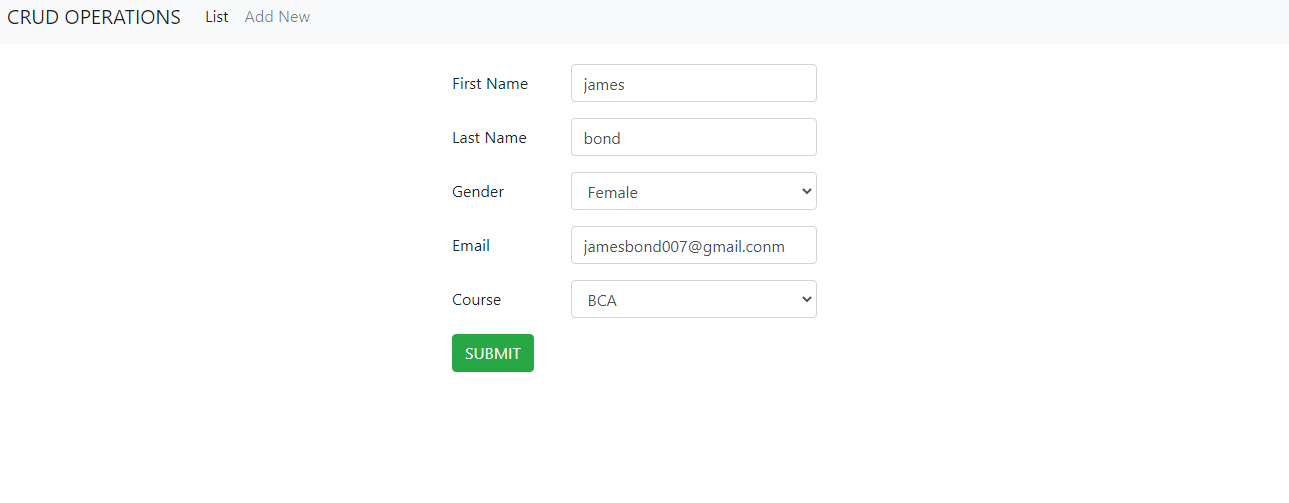 CRUD OPERATIONS List Add New
First Name james
Last Name bond
Gender Female
Email jamesbond007@gmail.conm
Course BCA
SUBMIT